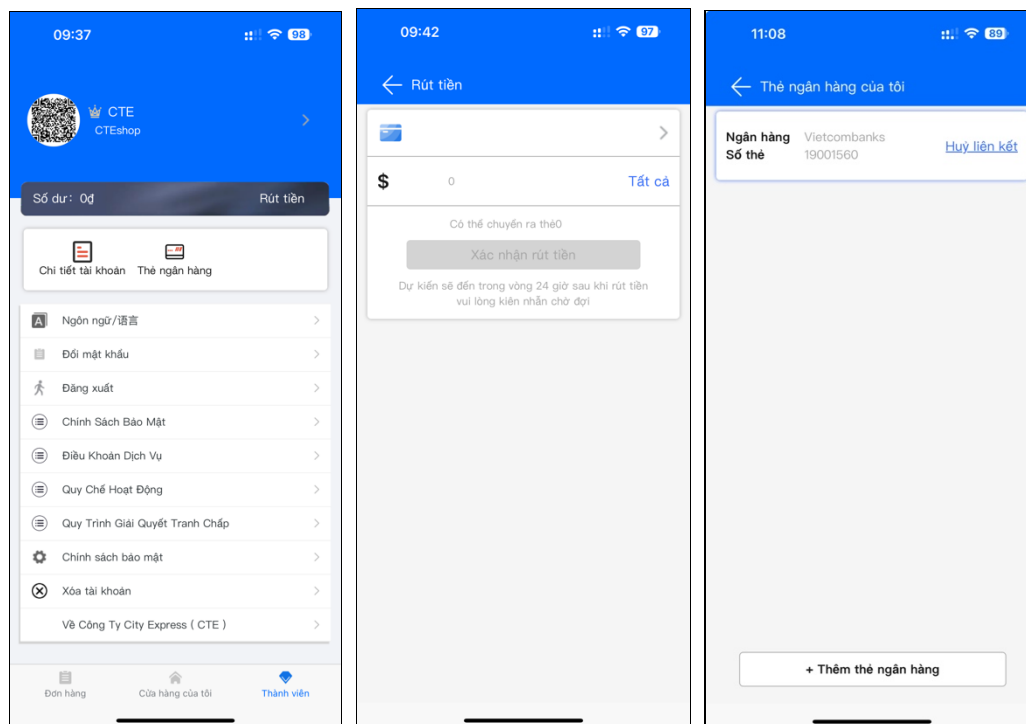 09:37
98
CTE
CTEshop
Số dư: 0₫
Rút tiền
Chi tiết tài khoản
Thẻ ngân hàng
A
Ngôn ngữ/语言
Đổi mật khẩu
Đăng xuất
Chính Sách Bảo Mật
Điều Khoản Dịch Vụ
Quy Chế Hoạt Động
Quy Trình Giải Quyết Tranh Chấp
Chính sách bảo mật
Xóa tài khoản
Về Công Ty City Express ( CTE )
Đơn hàng
Cửa hàng của tôi
Thành viên
09:42
97
Rút tiền
$
0
Tất cả
Có thể chuyển ra thẻ0
Xác nhận rút tiền
Dự kiến sẽ đến trong vòng 24 giờ sau khi rút tiền
vui lòng kiên nhẫn chờ đợi
11:08
89
Thẻ ngân hàng của tôi
Ngân hàng Vietcombanks
Số thẻ 19001560
Huỷ liên kết
+ Thêm thẻ ngân hàng